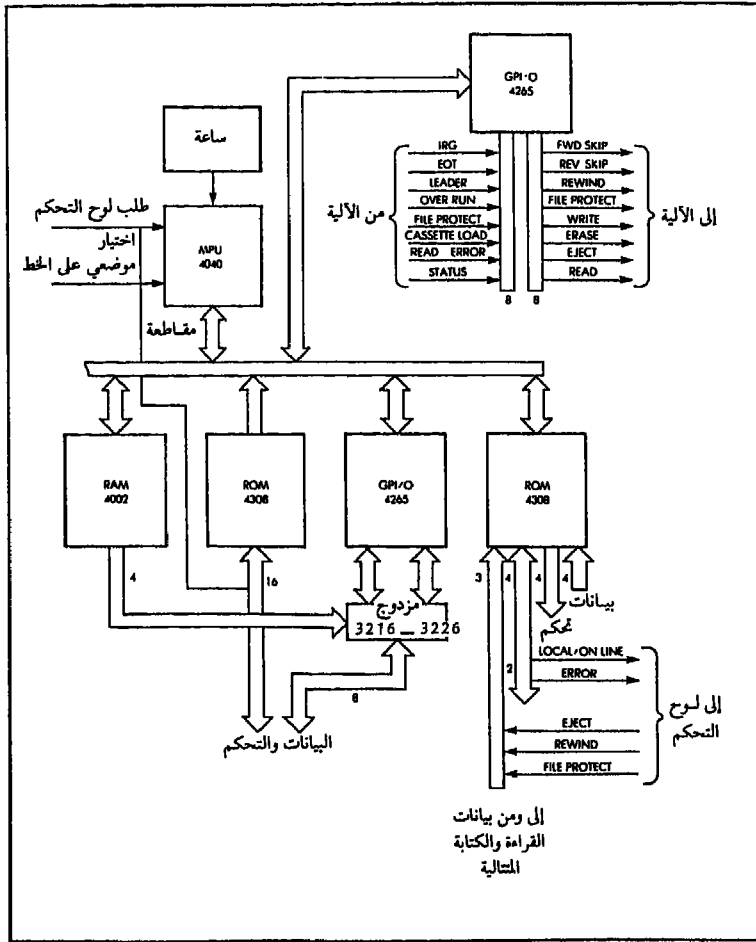 GPI-O
4265
ساعة
IRG
EOT
LEADER
OVER RUN
FILE PROTECT
CASSETTE LOAD
READ ERROR
STATUS
من الآلية
FWD SKIP
REV SKIP
REWIND
FILE PROTECT
WRITE
ERASE
EJECT
READ
إلى الآلية
8
8
طلب لوح التحكم
اختيار
موضعي على الخط
MPU
4040
مقاطعة
RAM
4002
ROM
4308
GPI/O
4265
ROM
4308
4
16
3
4
4
4
بيانات
تحكم
مزدوج
3216 — 3226
2
LOCAL/ON LINE
ERROR
EJECT
REWIND
FILE PROTECT
إلى لوح
التحكم
8
البيانات والتحكم
إلى ومن بيانات
القراءة والكتابة
المتتالية